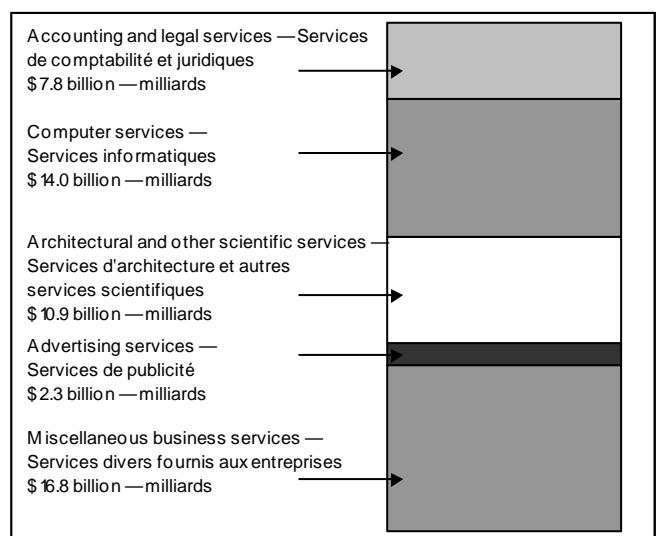 Accounting and legal services — Services
de comptabilité et juridiques
$7.8 billion — milliards
Computer services —
Services informatiques
$14.0 billion — milliards
Architectural and other scientific services —
Services d'architecture et autres
services scientifiques
$10.9 billion — milliards
Advertising services —
Services de publicité
$2.3 billion — milliards
Miscellaneous business services —
Services divers fournis aux entreprises
$16.8 billion — milliards